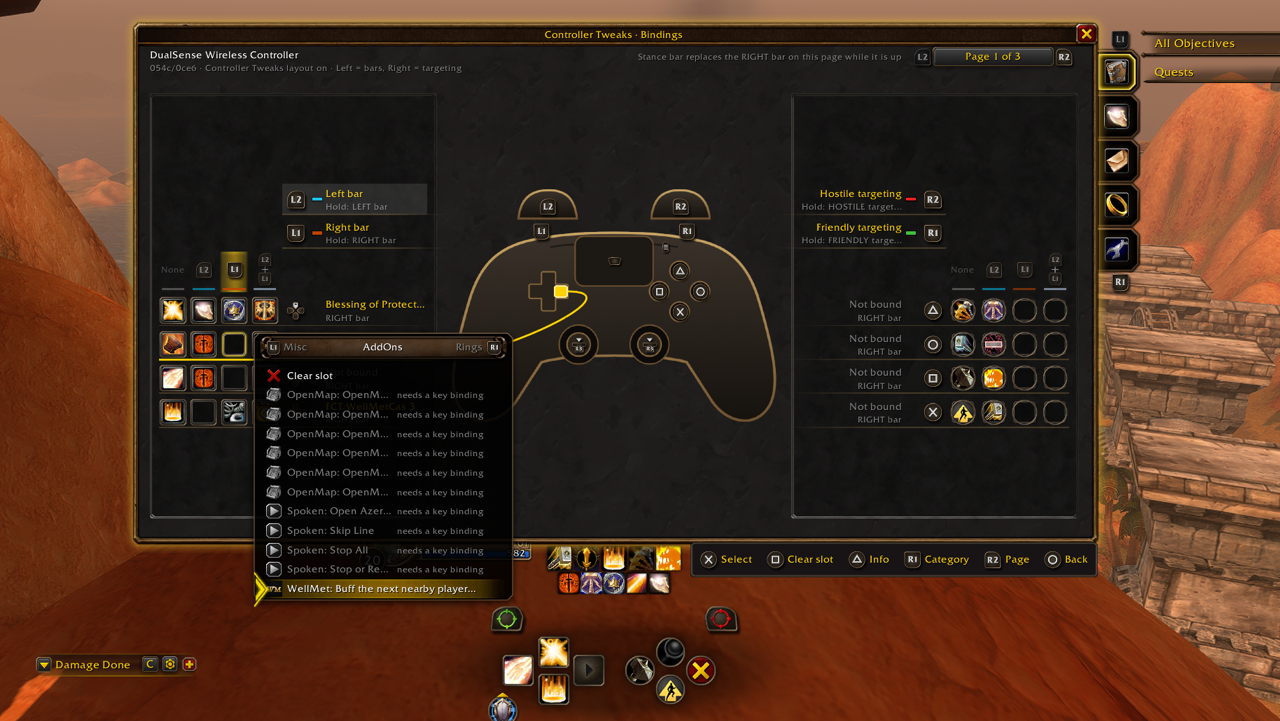 Controller Tweaks · Bindings
DualSense Wireless Controller
054c/0ce6 · Controller Tweaks layout on · Left = bars, Right = targeting
Stance bar replaces the RIGHT bar on this page while it is up
L2
Page 1 of 3
R2
L1
All Objectives
Quests
R1
L2
Left bar
Hold: LEFT bar
L1
Right bar
Hold: RIGHT bar
None
L2
L1
L2
+
L1
Blessing of Protect...
RIGHT bar
L2
R2
L1
R1
Hostile targeting
Hold: HOSTILE target...
R2
Friendly targeting
Hold: FRIENDLY targe...
R1
None
L2
L1
L2
+
L1
Not bound
RIGHT bar
Not bound
RIGHT bar
Not bound
RIGHT bar
Not bound
RIGHT bar
L1
Misc
AddOns
Rings
R1
Clear slot
OpenMap: OpenM... needs a key binding
OpenMap: OpenM... needs a key binding
OpenMap: OpenM... needs a key binding
OpenMap: OpenM... needs a key binding
OpenMap: OpenM... needs a key binding
OpenMap: OpenM... needs a key binding
Spoken: Open Azer... needs a key binding
Spoken: Skip Line needs a key binding
Spoken: Stop All needs a key binding
Spoken: Stop or Re... needs a key binding
WellMet: Buff the next nearby player...
82
Select
Clear slot
Info
R1 Category
R2 Page
Back
Damage Done
C